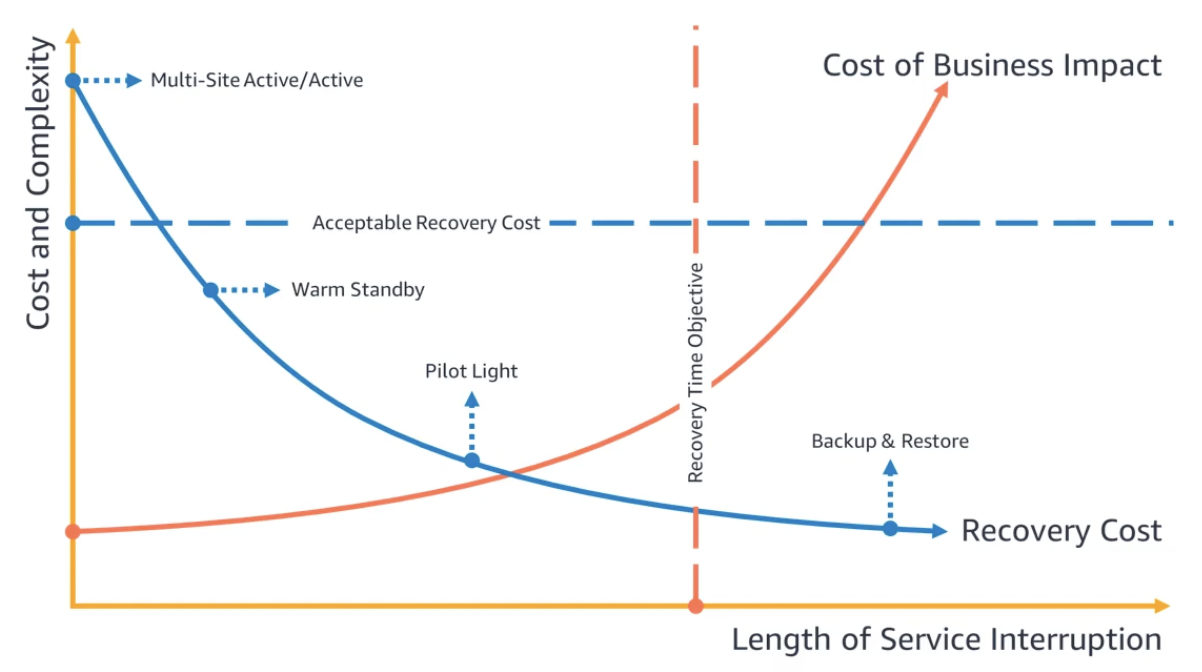 Cost and Complexity
Multi-Site Active/Active
Cost of Business Impact
Acceptable Recovery Cost
Warm Standby
Recovery Time Objective
Pilot Light
Backup & Restore
Recovery Cost
Length of Service Interruption